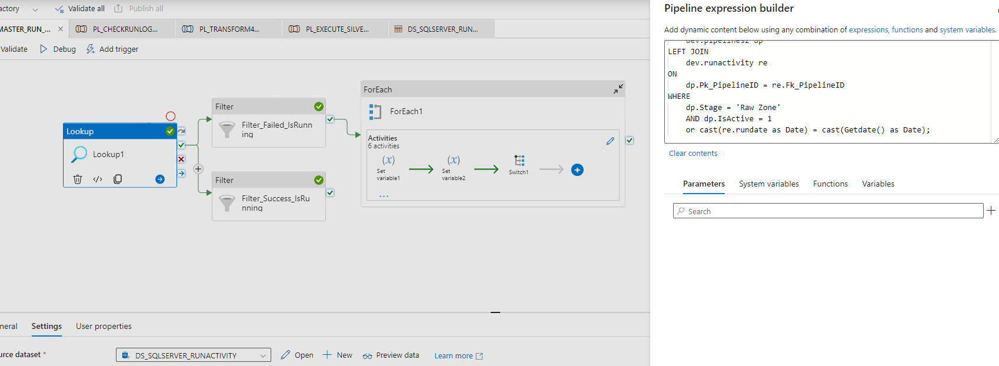 actory
Validate all
Publish all
MASTER_RUN_...
PL_CHECKRUNLOG...
PL_TRANSFORM4...
PL_EXECUTE_SILVE...
DS_SQLSERVER_RUN...
Validate
Debug
Add trigger
Lookup
Lookup1
Filter
Filter_Failed_IsRunn
ing
Filter
Filter_Success_IsRu
nning
ForEach
ForEach1
Activities
6 activities
(x)
Set
variable1
(x)
Set
variable2
Switch1
...
neral
Settings
User properties
urce dataset *
DS_SQLSERVER_RUNACTIVITY
Open
New
Preview data
Learn more
Pipeline expression builder
Add dynamic content below using any combination of expressions, functions and system variables.
dev.pipelines2 dp
LEFT JOIN
dev.runactivity re
ON
dp.Pk_PipelineID = re.Fk_PipelineID
WHERE
dp.Stage = 'Raw Zone'
AND dp.IsActive = 1
or cast(re.rundate as Date) = cast(Getdate() as Date);
Clear contents
Parameters
System variables
Functions
Variables
Search